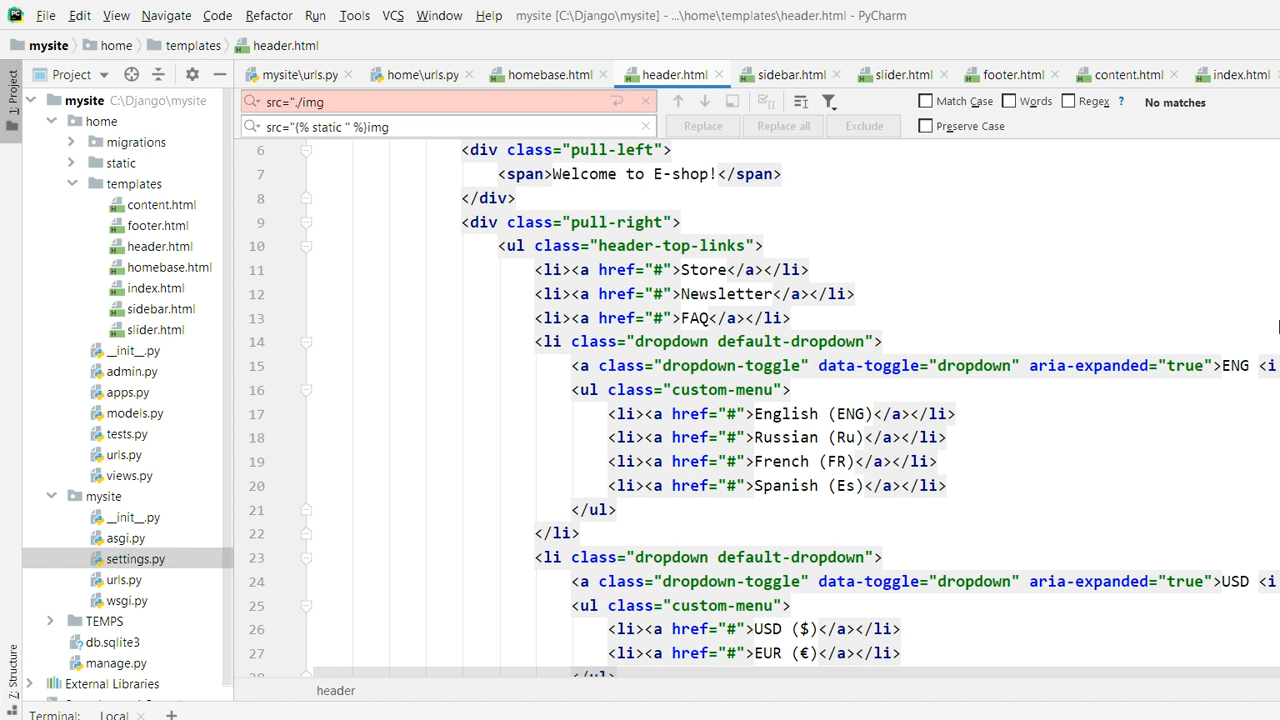 File Edit View Navigate Code Refactor Run Tools VCS Window Help mysite [C:\Django\mysite] - ...\home\templates\header.html - PyCharm
mysite home templates header.html
1: Project
Project
mysite\urls.py home\urls.py homebase.html header.html sidebar.html slider.html footer.html content.html index.html
mysite C:\Django\mysite
home
migrations
static
templates
content.html
footer.html
header.html
homebase.html
index.html
sidebar.html
slider.html
__init__.py
admin.py
apps.py
models.py
tests.py
urls.py
views.py
mysite
__init__.py
asgi.py
settings.py
urls.py
wsgi.py
TEMPS
db.sqlite3
manage.py
External Libraries
Z: Structure
src="./img
Match Case Words Regex ? No matches
src="{% static '' %}img
Replace Replace all Exclude Preserve Case
6 <div class="pull-left">
7 <span>Welcome to E-shop!</span>
8 </div>
9 <div class="pull-right">
10 <ul class="header-top-links">
11 <li><a href="#">Store</a></li>
12 <li><a href="#">Newsletter</a></li>
13 <li><a href="#">FAQ</a></li>
14 <li class="dropdown default-dropdown">
15 <a class="dropdown-toggle" data-toggle="dropdown" aria-expanded="true">ENG <i
16 <ul class="custom-menu">
17 <li><a href="#">English (ENG)</a></li>
18 <li><a href="#">Russian (Ru)</a></li>
19 <li><a href="#">French (FR)</a></li>
20 <li><a href="#">Spanish (Es)</a></li>
21 </ul>
22 </li>
23 <li class="dropdown default-dropdown">
24 <a class="dropdown-toggle" data-toggle="dropdown" aria-expanded="true">USD <i
25 <ul class="custom-menu">
26 <li><a href="#">USD ($)</a></li>
27 <li><a href="#">EUR (€)</a></li>
28 </ul>
header
Terminal: Local +